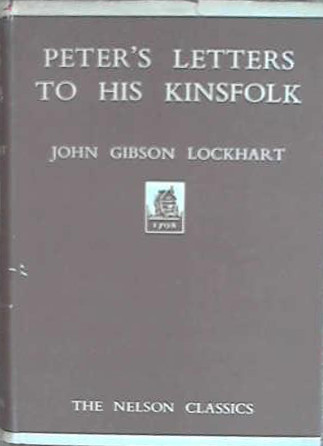 PETER'S LETTERS
TO HIS KINSFOLK
JOHN GIBSON LOCKHART
1798
THE NELSON CLASSICS